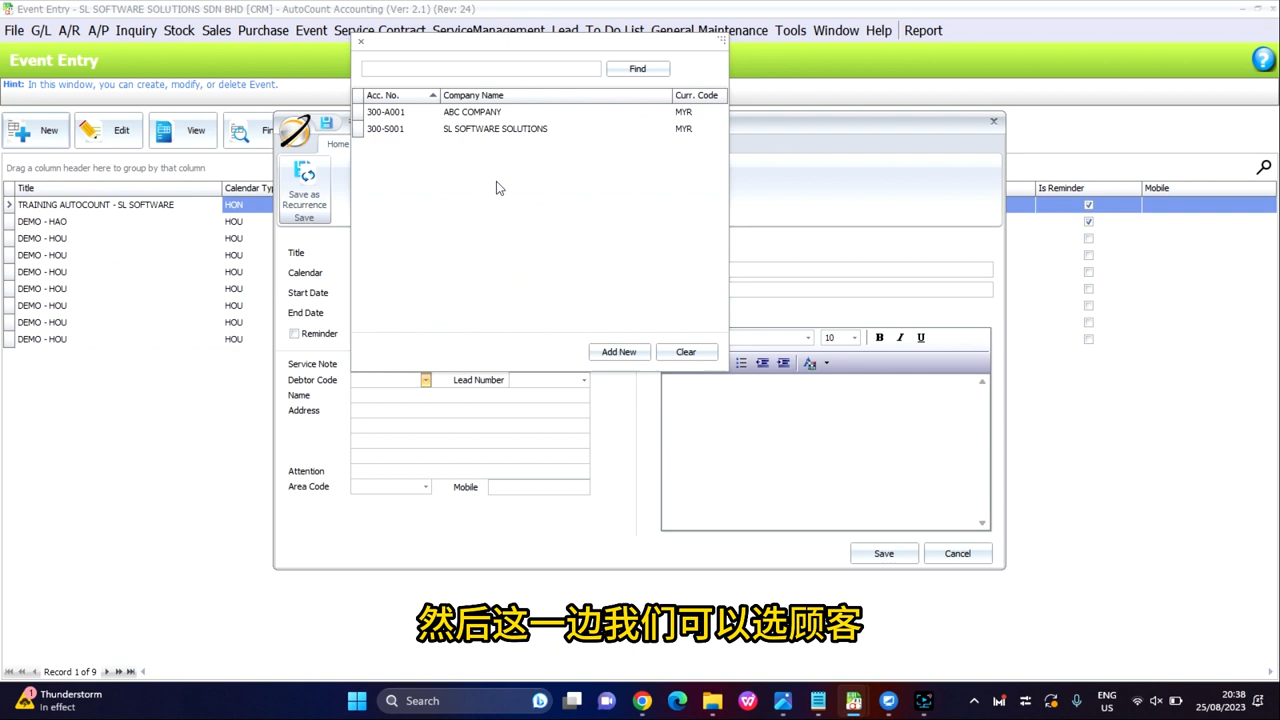 Event Entry - SL SOFTWARE SOLUTIONS SDN BHD [CRM] - AutoCount Accounting (Ver: 2.1) (Rev: 24)
File G/L A/R A/P Inquiry Stock Sales Purchase Event Service Contract ServiceManagement Lead To Do List General Maintenance Tools Window Help Report
Event Entry
Hint: In this window, you can create, modify, or delete Event.
New Edit View
Drag a column header here to group by that column
Title Calendar Is Reminder Mobile
TRAINING AUTOCOUNT - SL SOFTWARE HON
DEMO - HAO HOU
DEMO - HOU HOU
DEMO - HOU HOU
DEMO - HOU HOU
DEMO - HOU HOU
DEMO - HOU HOU
DEMO - HOU HOU
DEMO - HOU HOU
Find
Acc. No. Company Name Curr. Code
300-A001 ABC COMPANY MYR
300-S001 SL SOFTWARE SOLUTIONS MYR
Add New Clear
Home
Save as
Recurrence
Save
Title
Calendar
Start Date
End Date
Reminder
10 B I U
Service Note
Debtor Code Lead Number
Name
Address
Attention
Area Code Mobile
Save Cancel
然后这一边我们可以选顾客
Record 1 of 9
Thunderstorm
In effect
Search
ENG
US
20:38
25/08/2023